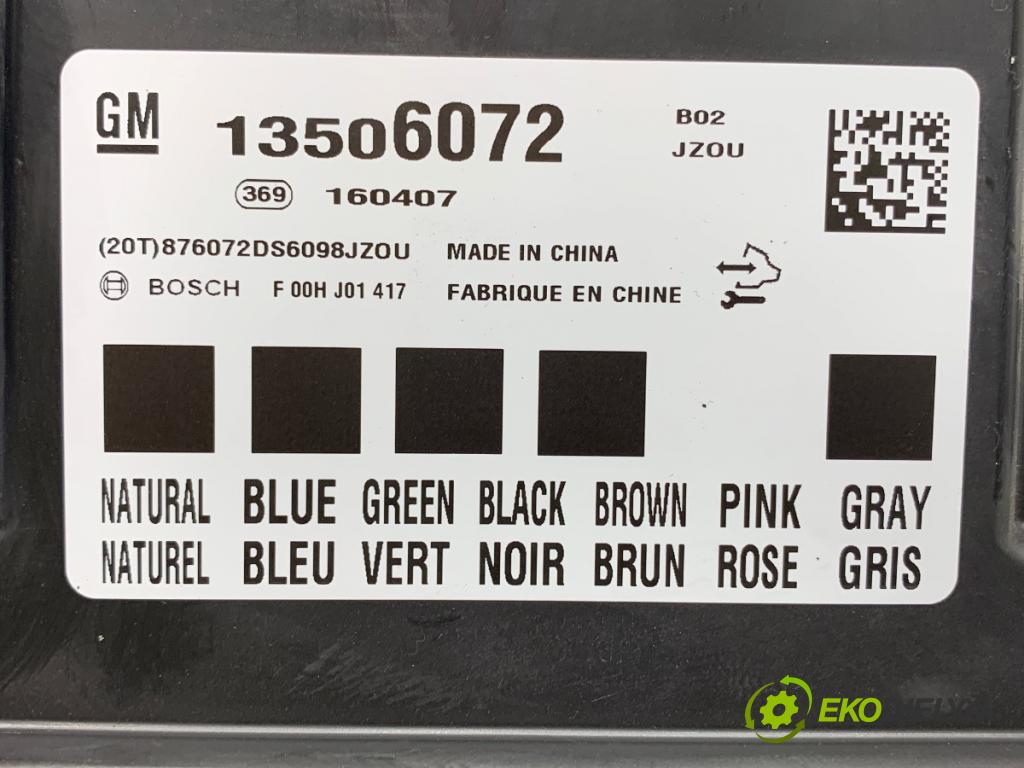 GM 13506072 B02
JZOU
369 160407
(20T)876072DS6098JZOU MADE IN CHINA
BOSCH F 00H J01 417 FABRIQUE EN CHINE
NATURAL BLUE GREEN BLACK BROWN PINK GRAY
NATUREL BLEU VERT NOIR BRUN ROSE GRIS
EKO